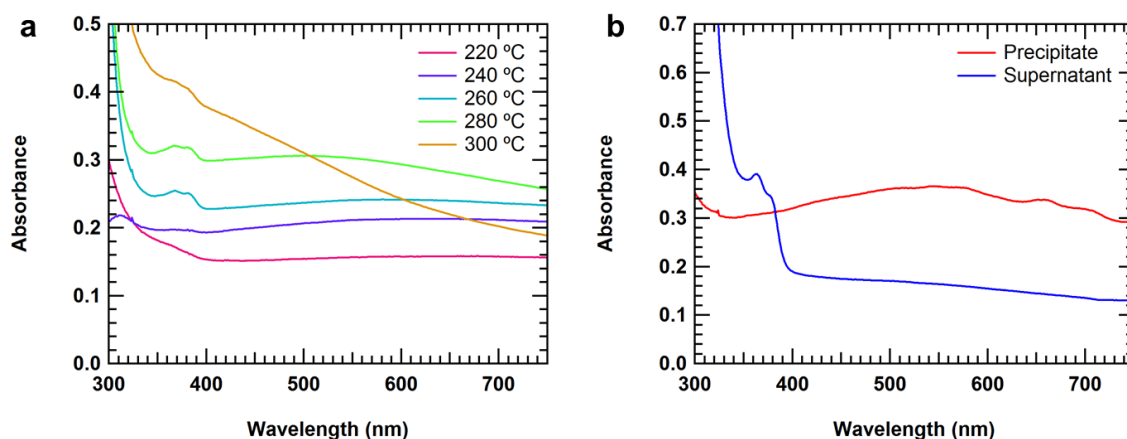 a
0.5
0.4
0.3
0.2
0.1
0.0
Absorbance
300 400 500 600 700
Wavelength (nm)
220 ºC
240 ºC
260 ºC
280 ºC
300 ºC
b
0.7
0.6
0.5
0.4
0.3
0.2
0.1
0.0
Absorbance
300 400 500 600 700
Wavelength (nm)
Precipitate
Supernatant